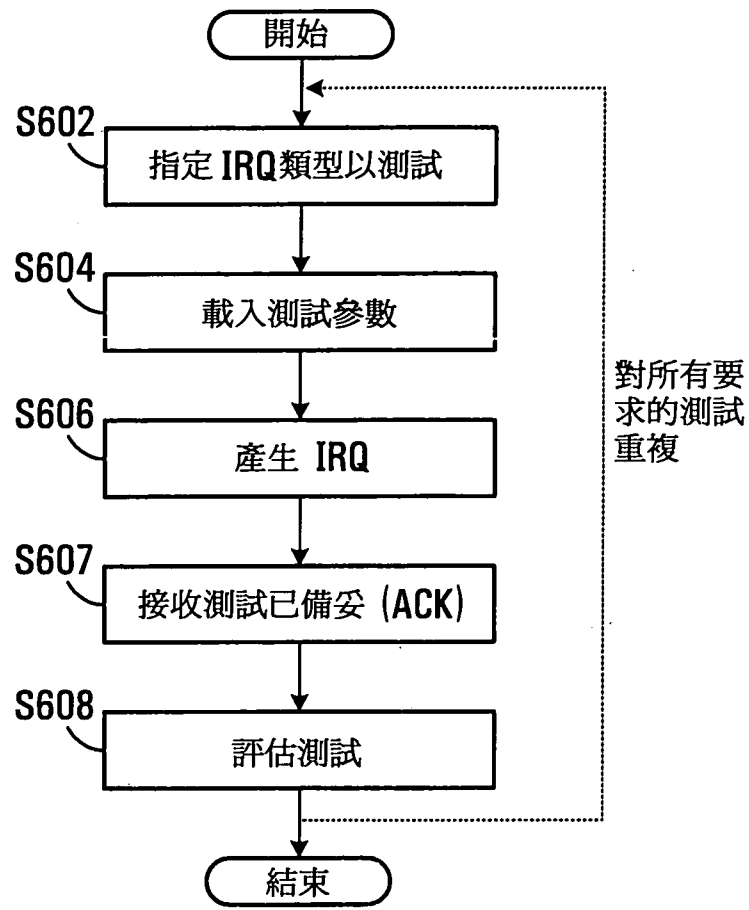 開始
S602
指定 IRQ類型以測試
S604
載入測試參數
S606
產生 IRQ
S607
接收測試已備妥 (ACK)
S608
評估測試
對所有要
求的測試
重複
結束